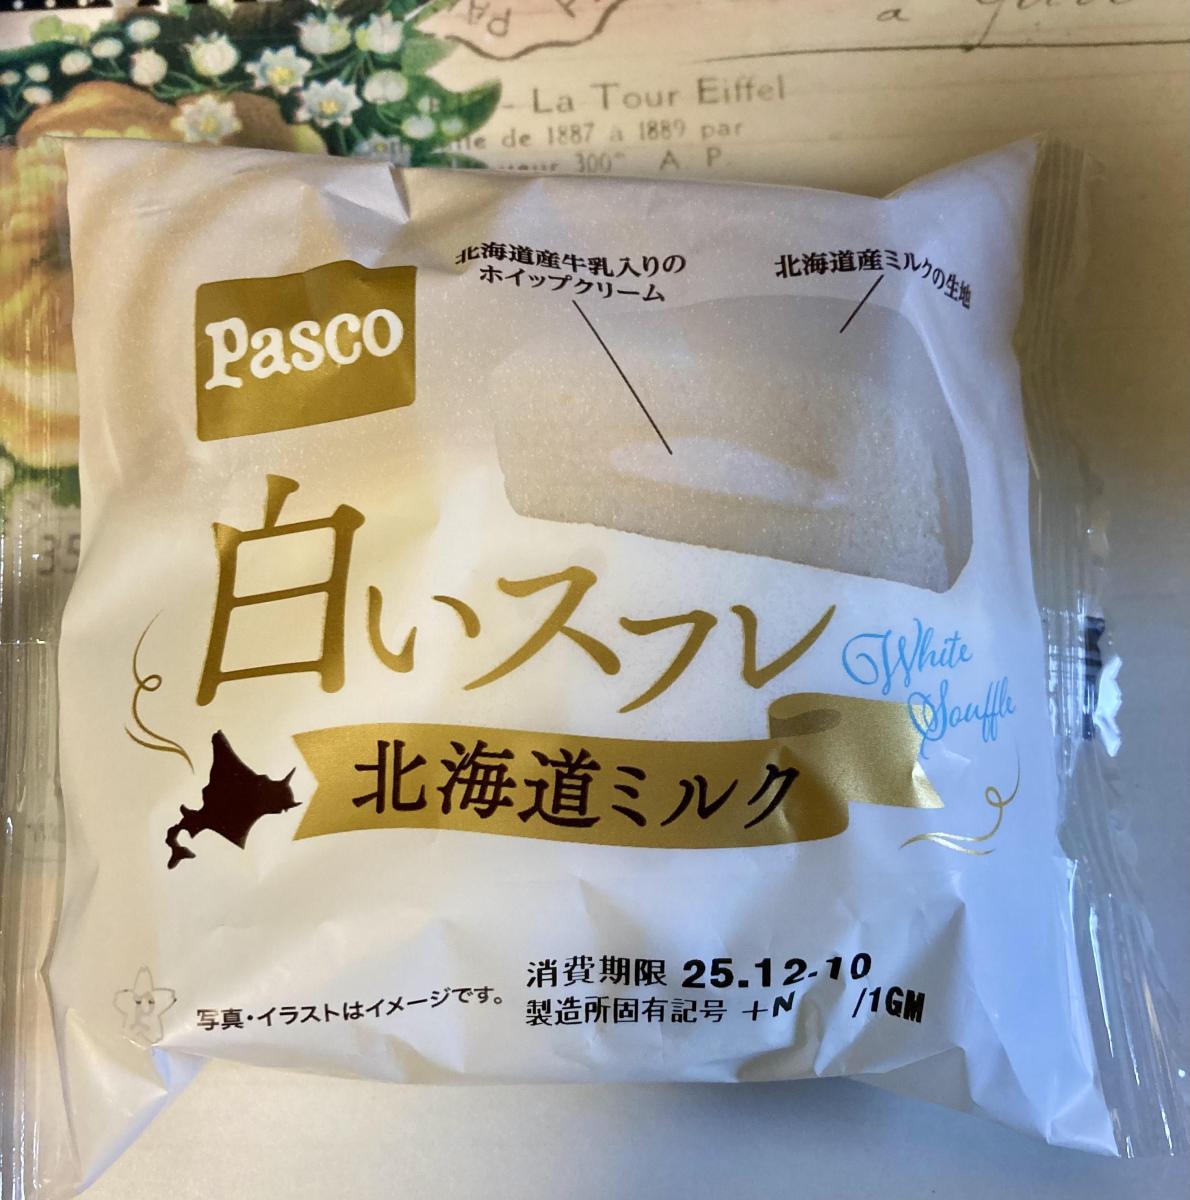 La Tour Eiffel
de 1887 à 1889 par
300ᵐ A. P.
北海道産牛乳入りの
ホイップクリーム
北海道産ミルクの生地
Pasco
白いスフレ
White
Souffle
北海道ミルク
消費期限 25.12.10
製造所固有記号 +N /1GM
写真・イラストはイメージです。
35